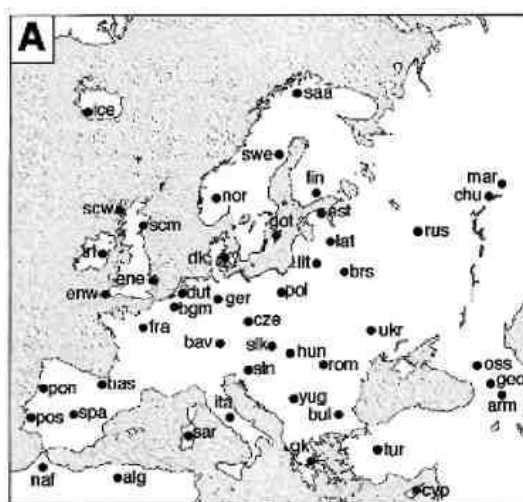 A
saa
ice
swe
fin
mar
chu
nor
scw
est
scm
got
rus
lat
irl
dk
lit
brs
ene
enw
dut
ger
pol
bgm
cze
fra
ukr
bav
slk
hun
rom
oss
sln
geo
por
bas
arm
yug
ita
bul
pos
spa
sar
gk
tur
naf
alg
cyp